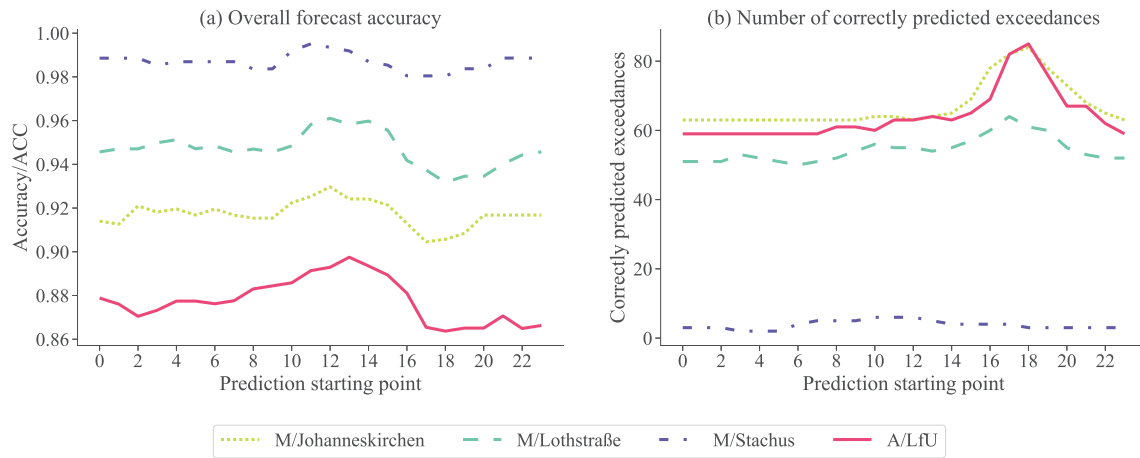 (a) Overall forecast accuracy
Accuracy/ACC
1.00
0.98
0.96
0.94
0.92
0.90
0.88
0.86
0 2 4 6 8 10 12 14 16 18 20 22
Prediction starting point
(b) Number of correctly predicted exceedances
Correctly predicted exceedances
80
60
40
20
0
0 2 4 6 8 10 12 14 16 18 20 22
Prediction starting point
M/Johanneskirchen M/Lothstraße M/Stachus A/LfU